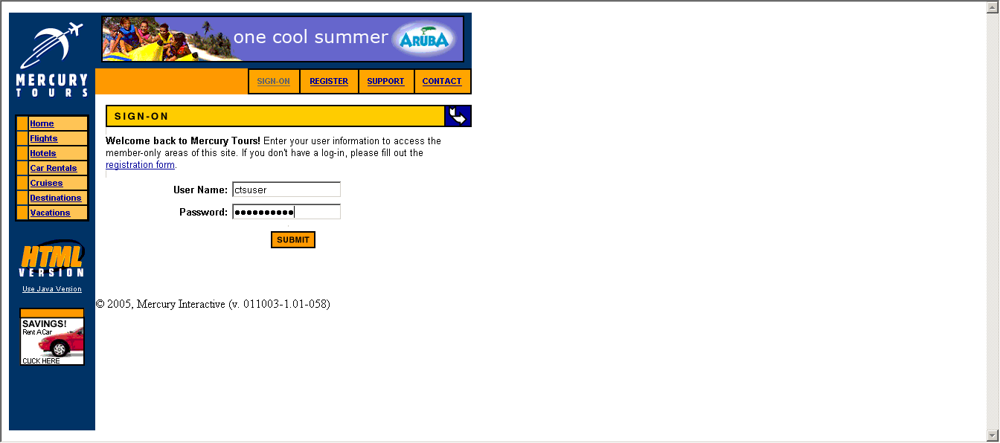 one cool summer ARUBA
MERCURY
TOURS
SIGN-ON REGISTER SUPPORT CONTACT
SIGN-ON
Home
Flights
Hotels
Car Rentals
Cruises
Destinations
Vacations
Welcome back to Mercury Tours! Enter your user information to access the
member-only areas of this site. If you don't have a log-in, please fill out the
registration form.
User Name: ctsuser
Password: ●●●●●●●●●●
SUBMIT
HTML
VERSION
Use Java Version
© 2005, Mercury Interactive (v. 011003-1.01-058)
SAVINGS!
Rent A Car
CLICK HERE